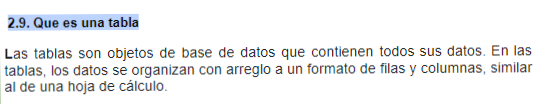 2.9. Que es una tabla
Las tablas son objetos de base de datos que contienen todos sus datos. En las
tablas, los datos se organizan con arreglo a un formato de filas y columnas, similar
al de una hoja de cálculo.